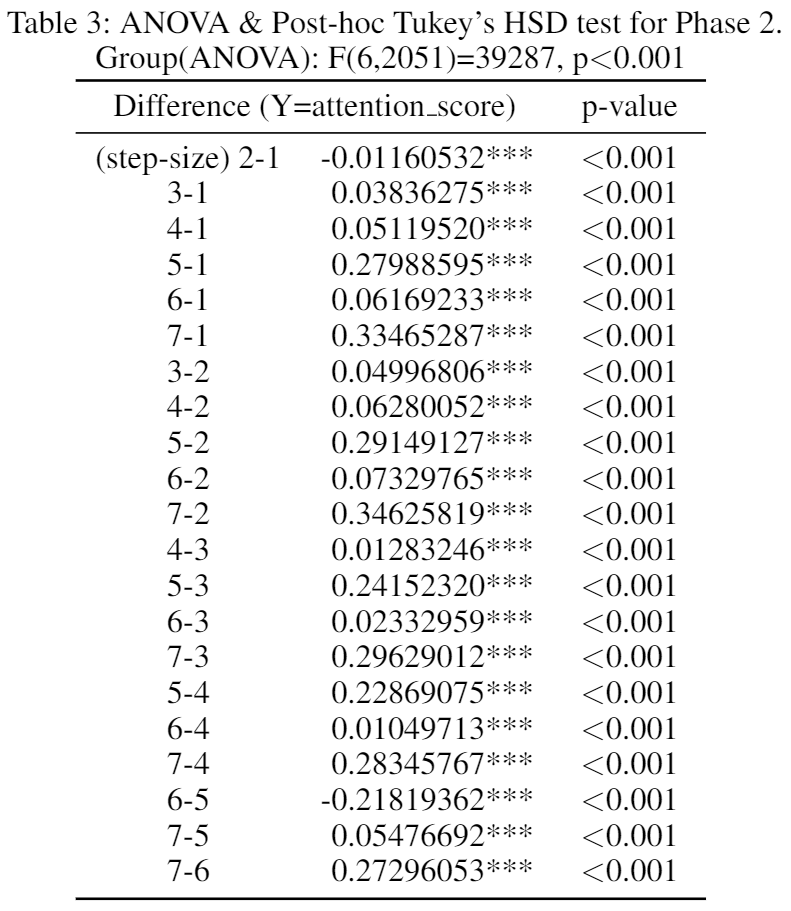 Table 3: ANOVA & Post-hoc Tukey's HSD test for Phase 2.
Group(ANOVA): F(6,2051)=39287, p<0.001
Difference (Y=attention_score) p-value
(step-size) 2-1 -0.01160532*** <0.001
3-1 0.03836275*** <0.001
4-1 0.05119520*** <0.001
5-1 0.27988595*** <0.001
6-1 0.06169233*** <0.001
7-1 0.33465287*** <0.001
3-2 0.04996806*** <0.001
4-2 0.06280052*** <0.001
5-2 0.29149127*** <0.001
6-2 0.07329765*** <0.001
7-2 0.34625819*** <0.001
4-3 0.01283246*** <0.001
5-3 0.24152320*** <0.001
6-3 0.02332959*** <0.001
7-3 0.29629012*** <0.001
5-4 0.22869075*** <0.001
6-4 0.01049713*** <0.001
7-4 0.28345767*** <0.001
6-5 -0.21819362*** <0.001
7-5 0.05476692*** <0.001
7-6 0.27296053*** <0.001